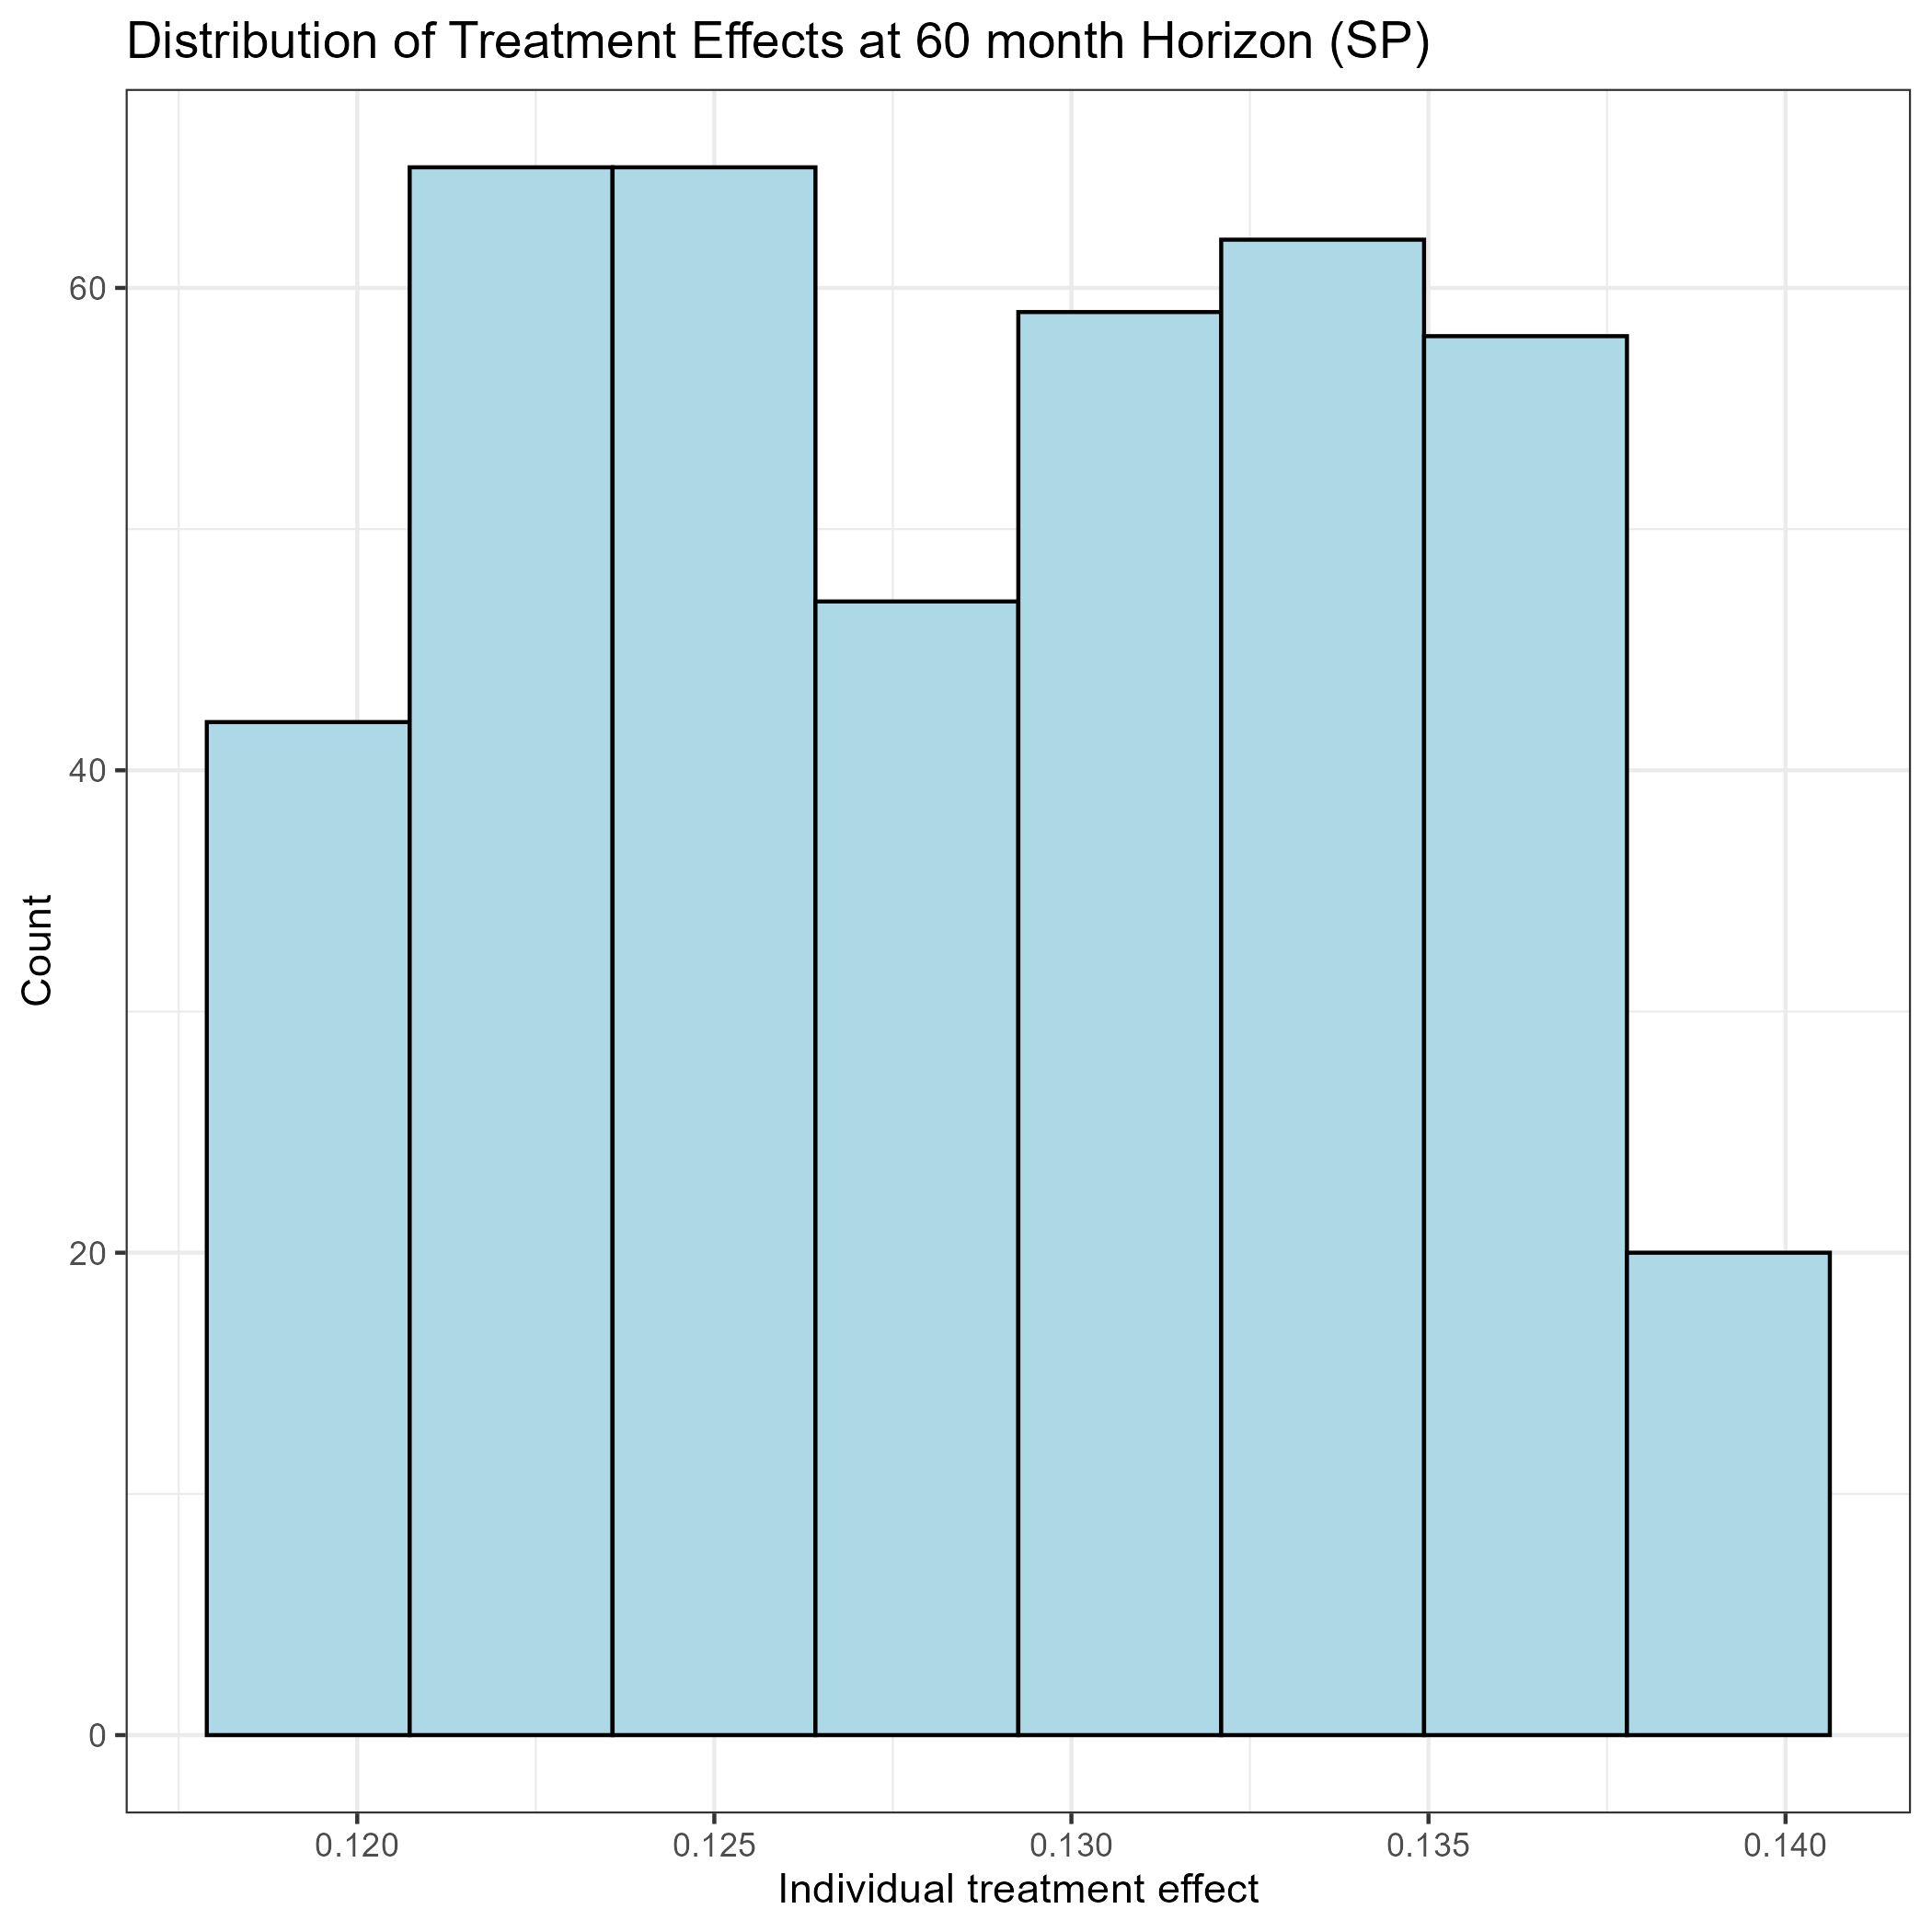 Distribution of Treatment Effects at 60 month Horizon (SP)
60
40
20
0
Count
0.120 0.125 0.130 0.135 0.140
Individual treatment effect